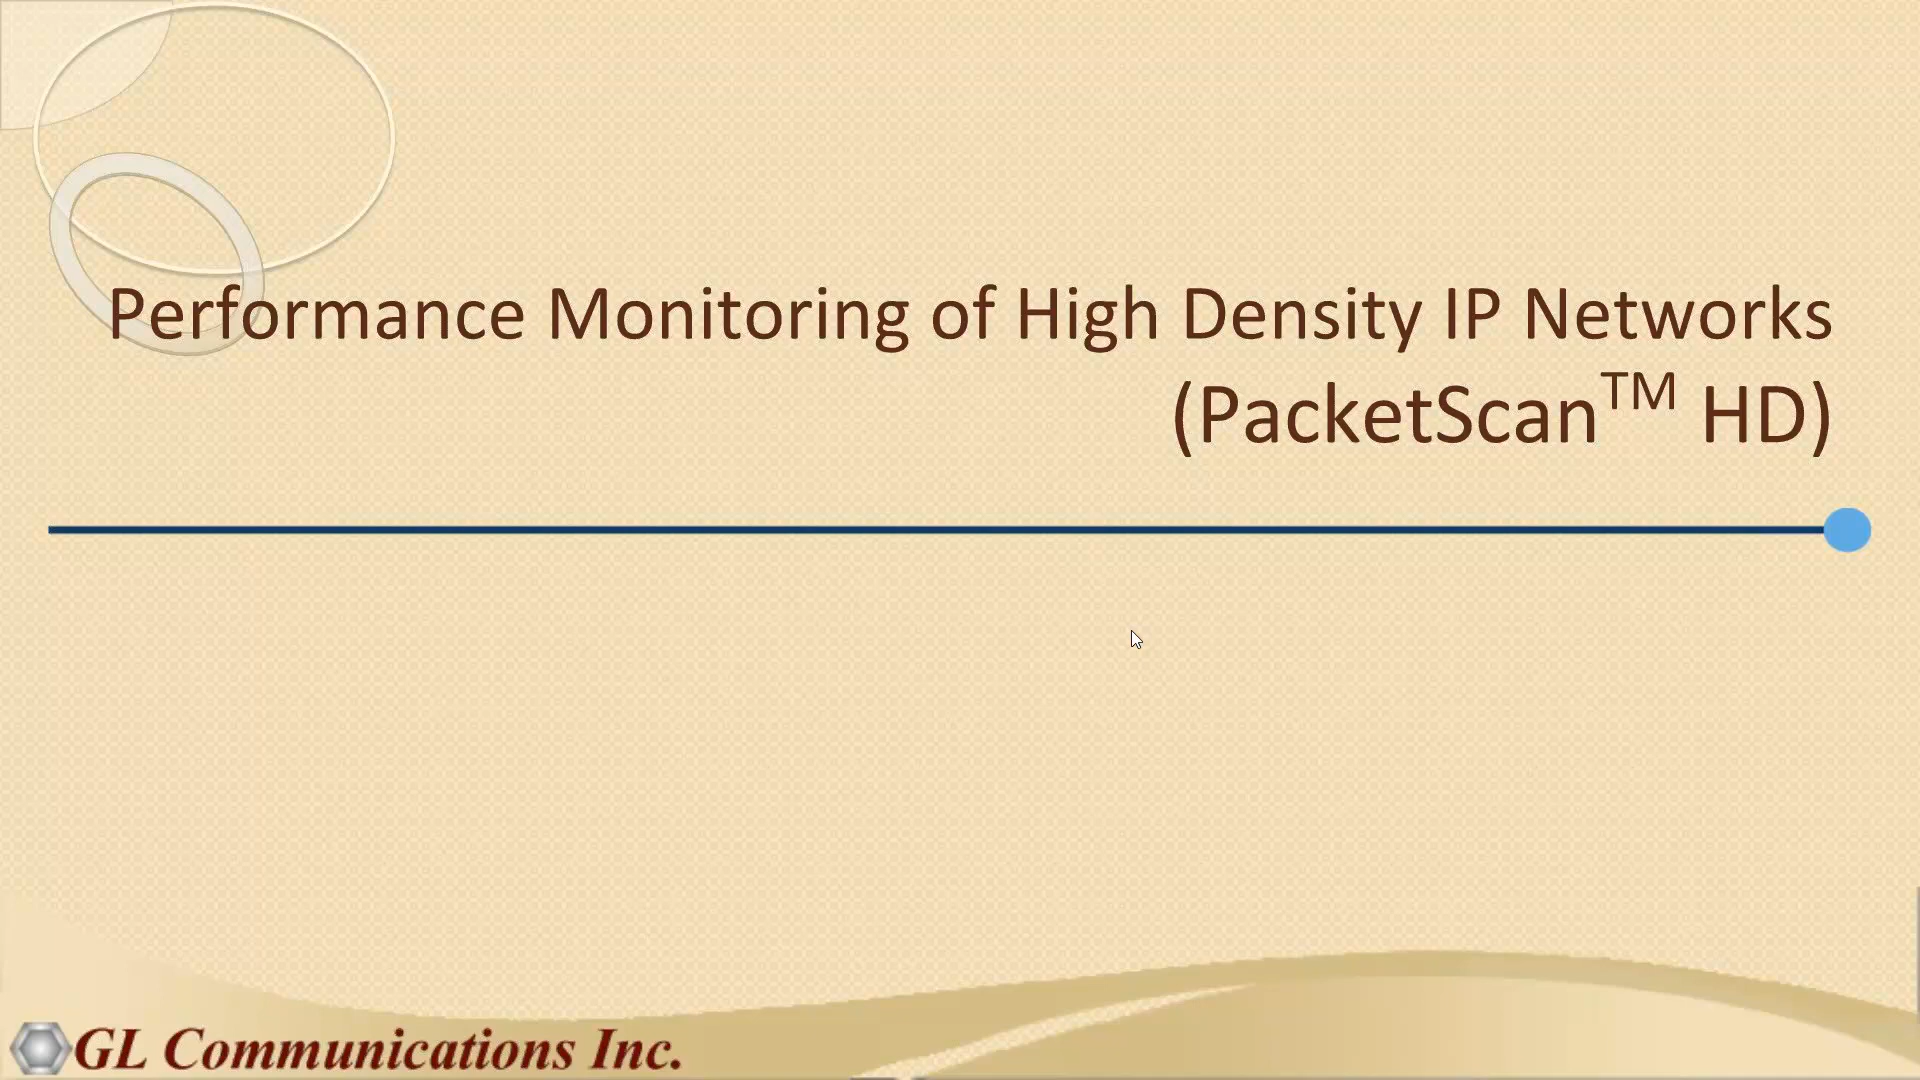 Performance Monitoring of High Density IP Networks
(PacketScan™ HD)
GL Communications Inc.